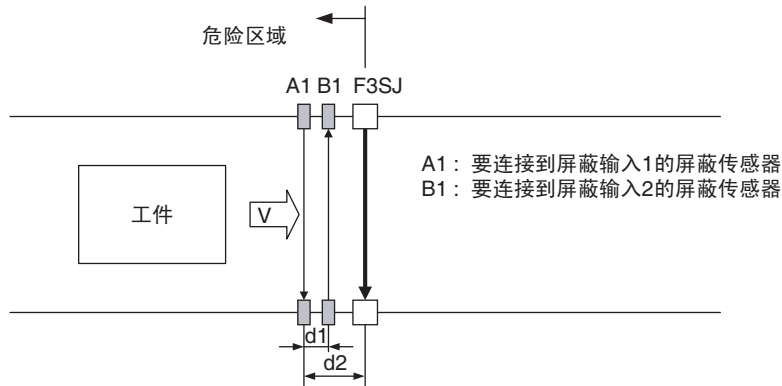 危险区域
A1 B1 F3SJ
A1：要连接到屏蔽输入1的屏蔽传感器
B1：要连接到屏蔽输入2的屏蔽传感器
工件
V
d1
d2